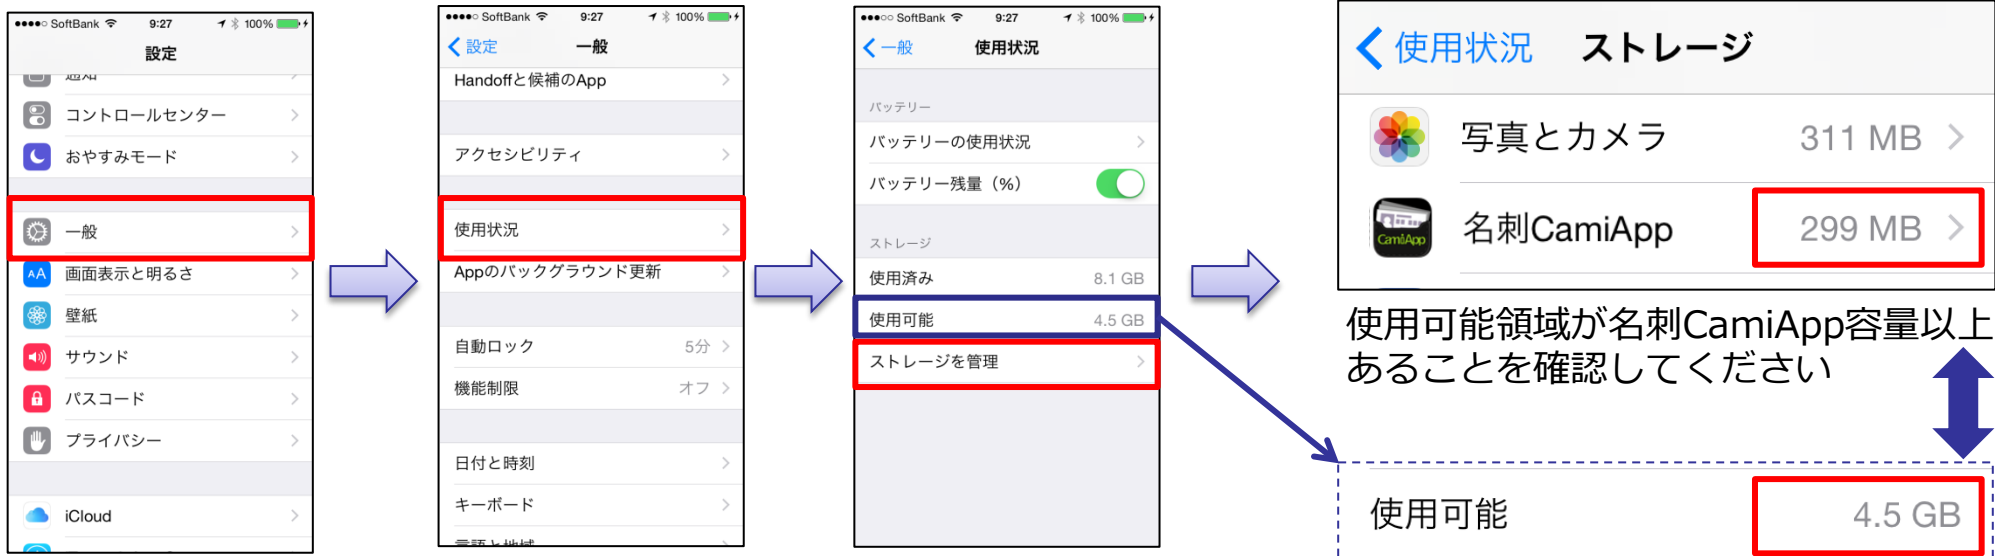 ●●●●○ SoftBank 9:27 100%
設定
通知
コントロールセンター
おやすみモード
一般
AA 画面表示と明るさ
壁紙
サウンド
パスコード
プライバシー
iCloud
●●●●○ SoftBank 9:27 100%
設定 一般
Handoffと候補のApp
アクセシビリティ
使用状況
Appのバックグラウンド更新
自動ロック 5分
機能制限 オフ
日付と時刻
キーボード
言語と地域
●●●○○ SoftBank 9:27 100%
一般 使用状況
バッテリー
バッテリーの使用状況
バッテリー残量（%）
ストレージ
使用済み 8.1 GB
使用可能 4.5 GB
ストレージを管理
使用状況 ストレージ
写真とカメラ 311 MB
CamiApp
名刺CamiApp 299 MB
使用可能領域が名刺CamiApp容量以上
あることを確認してください
使用可能 4.5 GB